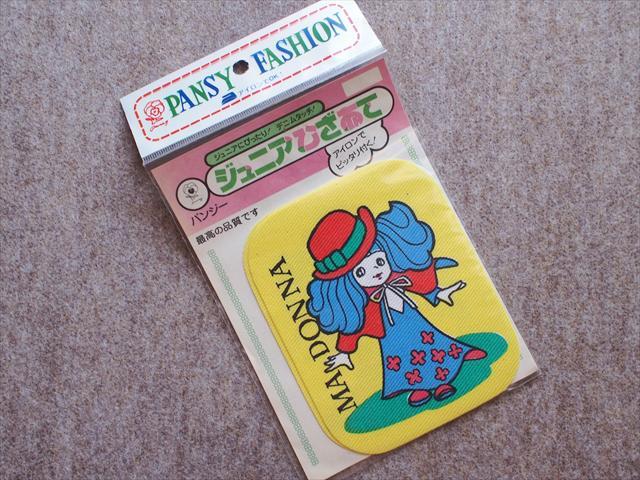 PANSY FASHION
アイロンでOK!
ジュニアにぴったり! デニムタッチ!
ジュニアひざあて
アイロンで
ピッタリ付く!
パンジー
最高の品質です
MADONNA